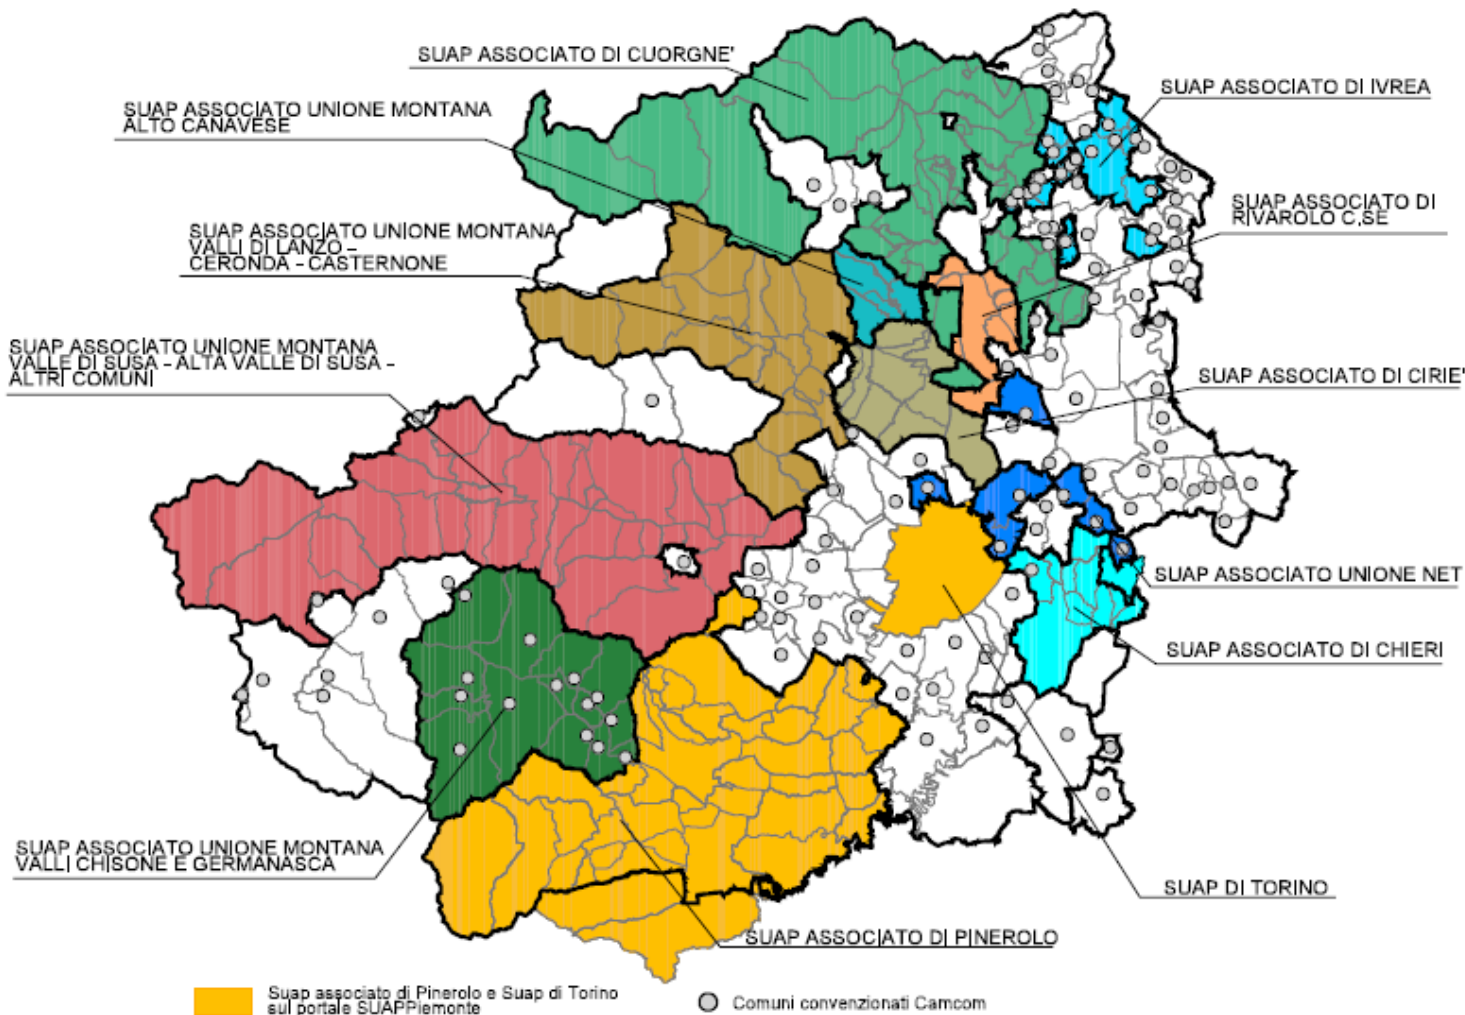 SUAP ASSOCIATO DI CUORGNE'
SUAP ASSOCIATO DI IVREA
SUAP ASSOCIATO UNIONE MONTANA
ALTO CANAVESE
SUAP ASSOCIATO DI
RIVAROLO C.SE
SUAP ASSOCIATO UNIONE MONTANA
VALLI DI LANZO –
CERONDA - CASTERNONE
SUAP ASSOCIATO UNIONE MONTANA
VALLE DI SUSA - ALTA VALLE DI SUSA -
ALTRI COMUNI
SUAP ASSOCIATO DI CIRIE'
SUAP ASSOCIATO UNIONE NET
SUAP ASSOCIATO DI CHIERI
SUAP ASSOCIATO UNIONE MONTANA
VALLI CHISONE E GERMANASCA
SUAP DI TORINO
SUAP ASSOCIATO DI PINEROLO
Suap associato di Pinerolo e Suap di Torino
sul portale SUAPPiemonte
Comuni convenzionati Camcom